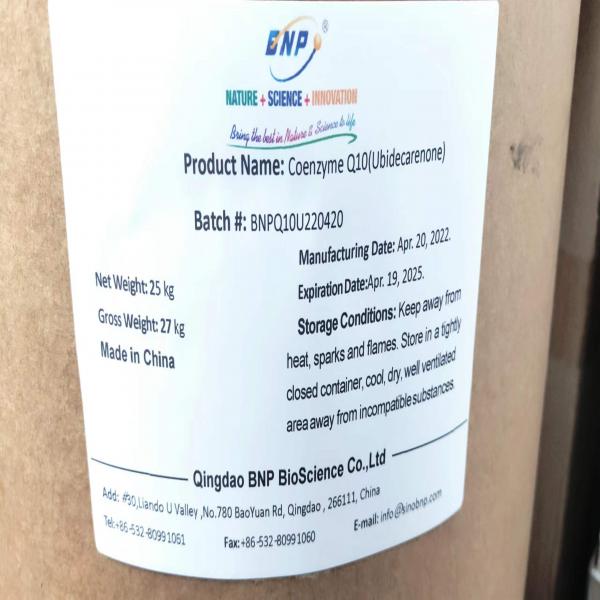 BNP®
NATURE + SCIENCE + INNOVATION
Bring the best in Nature & Science to life
Product Name: Coenzyme Q10(Ubidecarenone)
Batch #: BNPQ10U220420
Manufacturing Date: Apr. 20, 2022.
Expiration Date:Apr. 19, 2025.
Net Weight: 25 kg
Gross Weight: 27 kg
Made in China
Storage Conditions: Keep away from
heat, sparks and flames. Store in a tightly
closed container, cool, dry, well ventilated
area away from incompatible substances.
Qingdao BNP BioScience Co.,Ltd
Add: #30,Liando U Valley ,No.780 BaoYuan Rd, Qingdao , 266111, China
Tel:+86-532-80991061
Fax:+86-532-80991060
E-mail: info@sinobnp.com